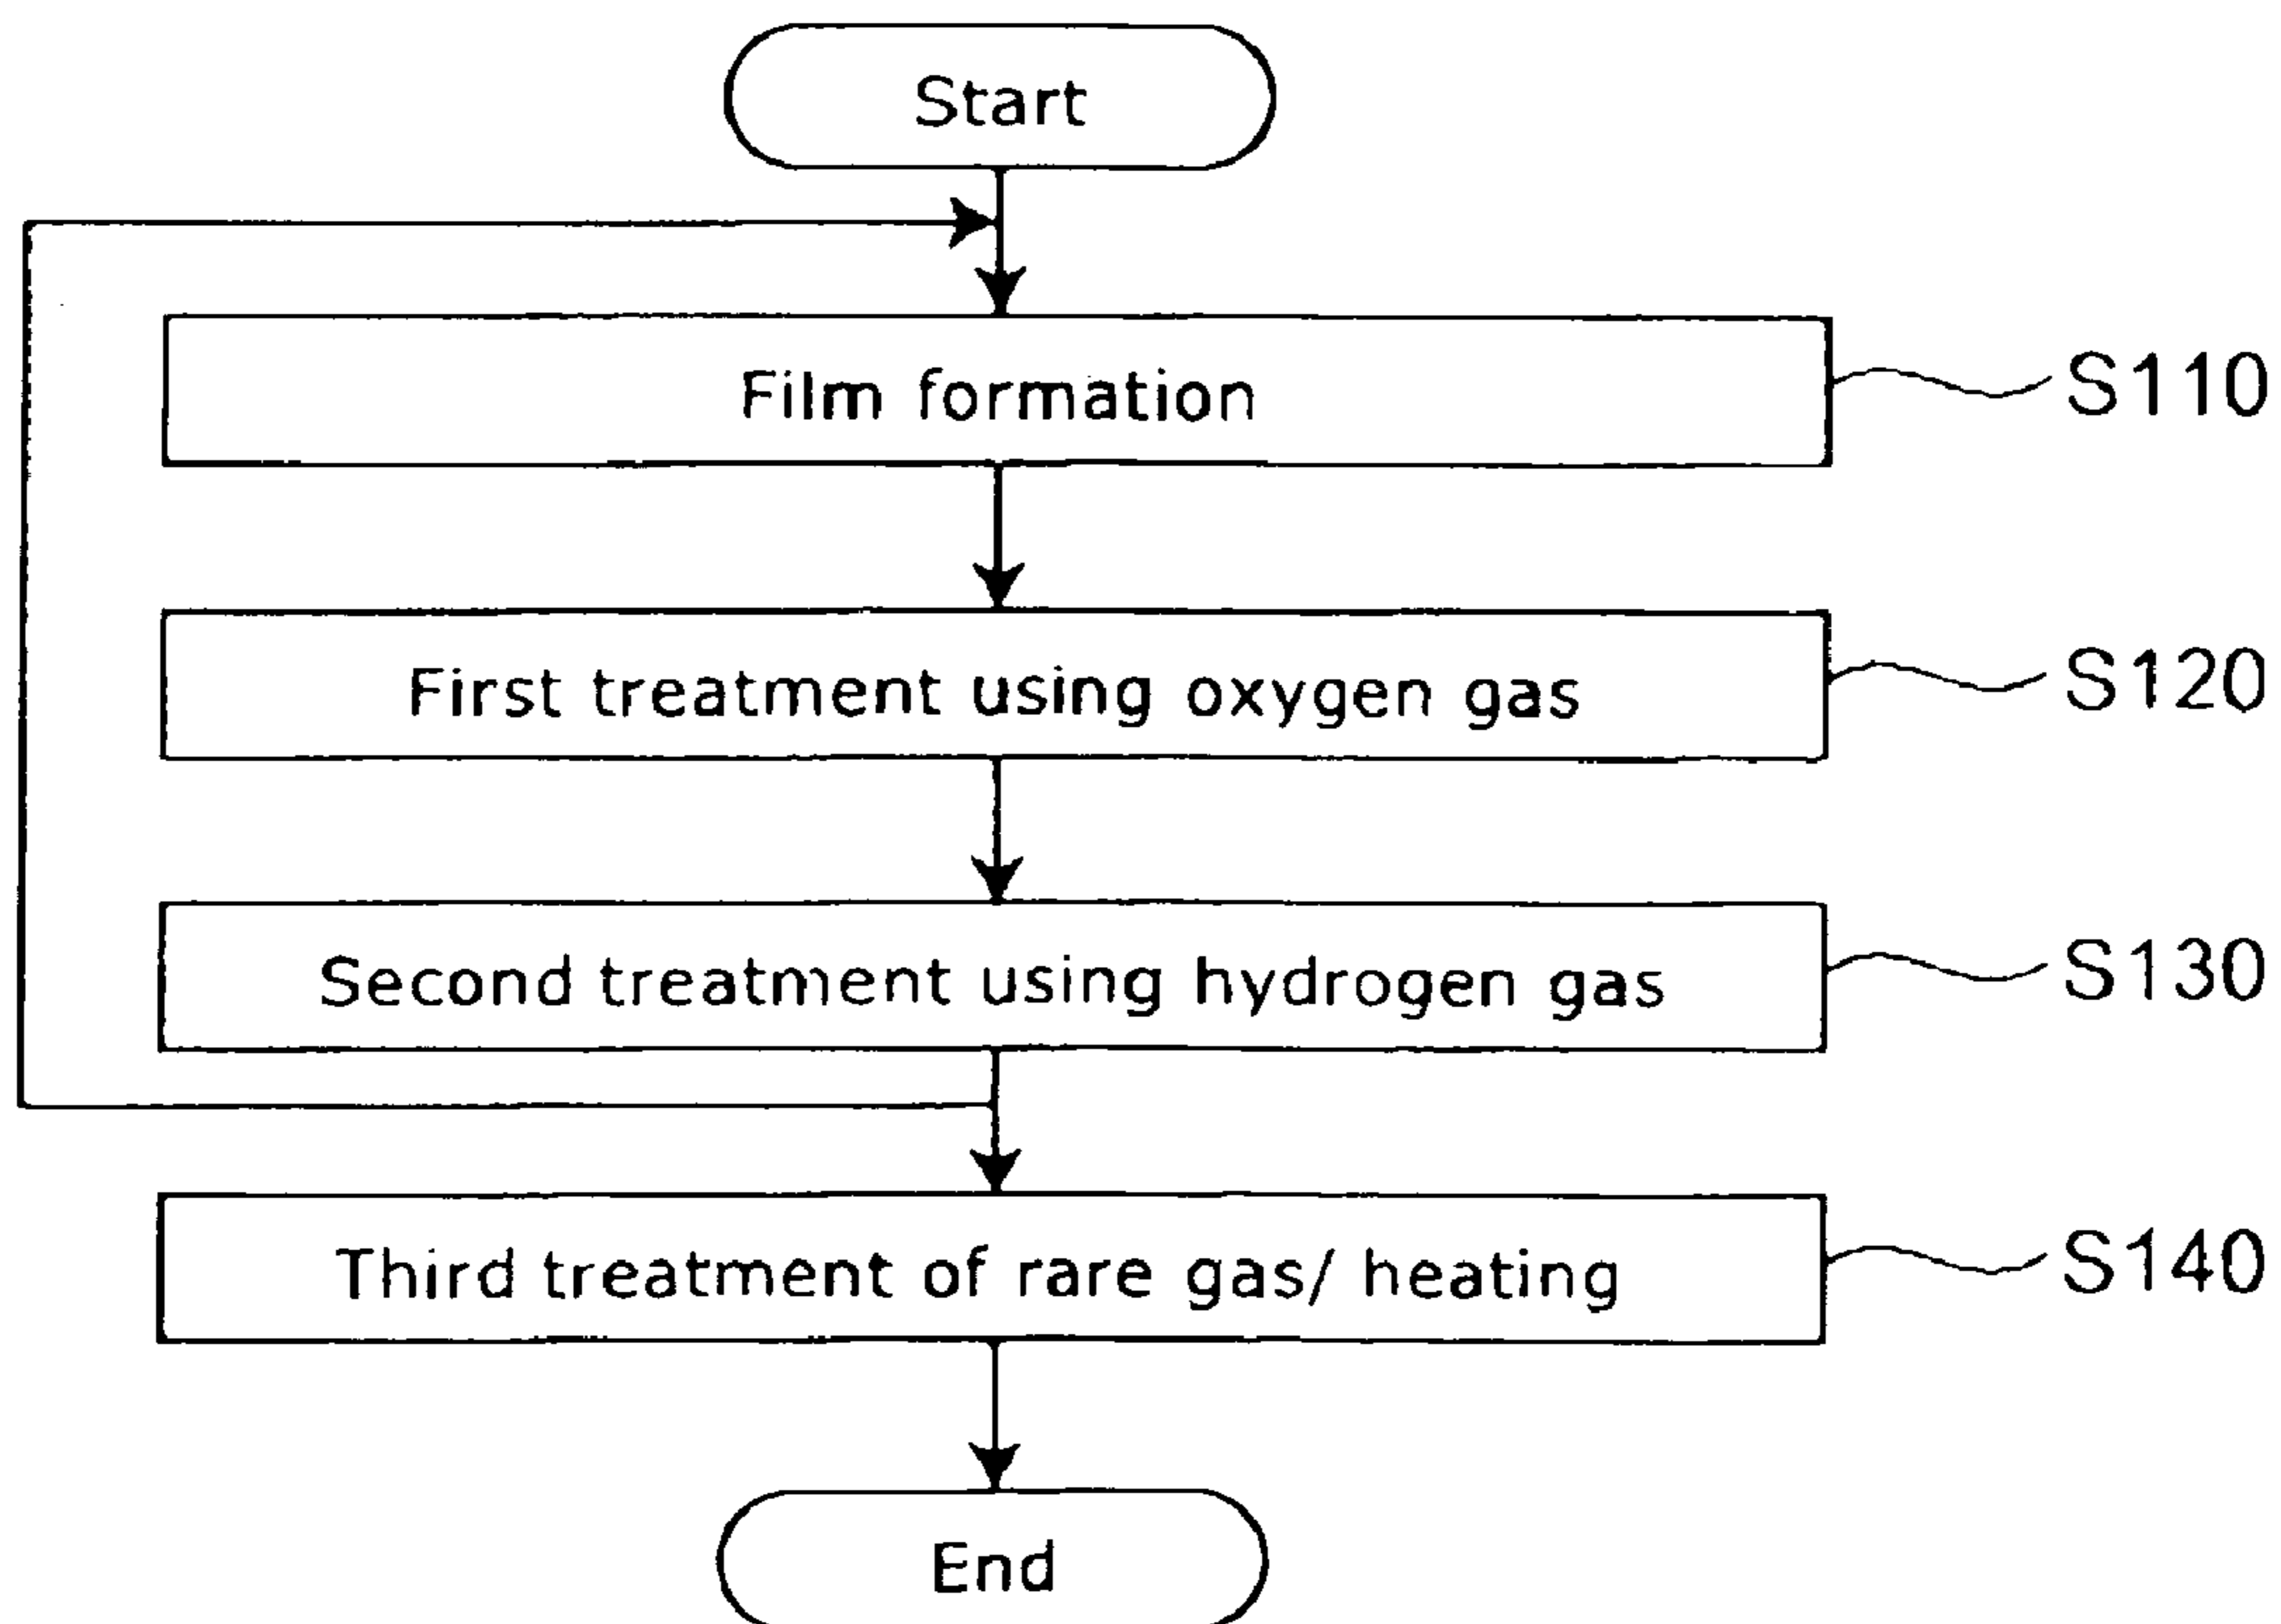 Start
Film formation
S110
First treatment using oxygen gas
S120
Second treatment using hydrogen gas
S130
Third treatment of rare gas/ heating
S140
End